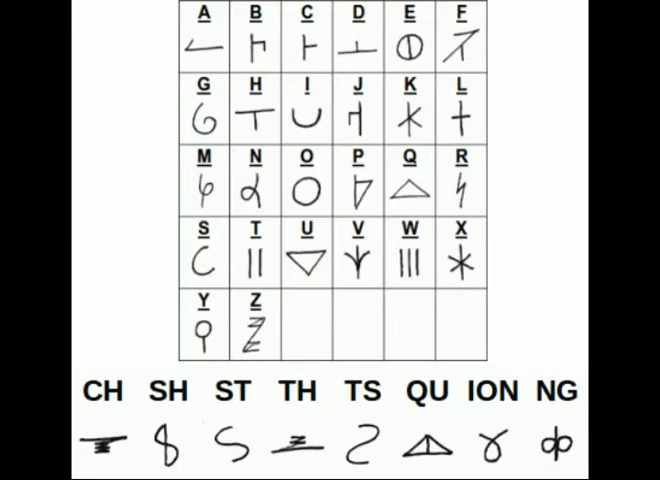 A B C D E F
G H I J K L
M N O P Q R
S T U V W X
Y Z
CH SH ST TH TS QU ION NG